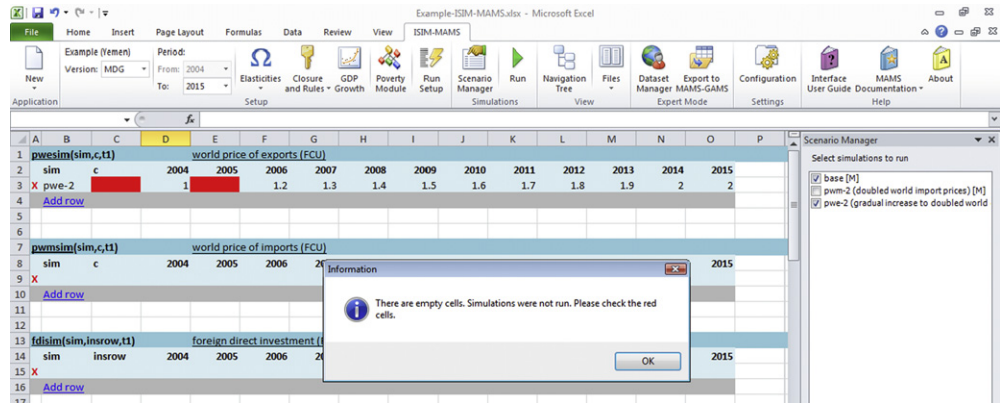 Example-ISIM-MAMS.xlsx - Microsoft Excel
File Home Insert Page Layout Formulas Data Review View ISIM-MAMS
Example (Yemen) Period:
Version: MDG From: 2004
To: 2015
New Elasticities Closure and Rules GDP Growth Poverty Module Run Setup Scenario Manager Run Navigation Tree Files Dataset Manager Export to MAMS-GAMS Configuration Interface User Guide MAMS Documentation About
Application Setup Simulations View Expert Mode Settings Help
fx
A B C D E F G H I J K L M N O P
1 pwesim(sim,c,t1) world price of exports (FCU)
2 sim c 2004 2005 2006 2007 2008 2009 2010 2011 2012 2013 2014 2015
3 X pwe-2 1 1.2 1.3 1.4 1.5 1.6 1.7 1.8 1.9 2 2
4 Add row
5
6
7 pwmsim(sim,c,t1) world price of imports (FCU)
8 sim c 2004 2005 2006 2015
9 X
10 Add row
11
12
13 fdisim(sim,insrow,t1) foreign direct investment
14 sim insrow 2004 2005 2006 2015
15 X
16 Add row
17
Information
There are empty cells. Simulations were not run. Please check the red
cells.
OK
Scenario Manager
Select simulations to run
base [M]
pwm-2 (doubled world import prices) [M]
pwe-2 (gradual increase to doubled world